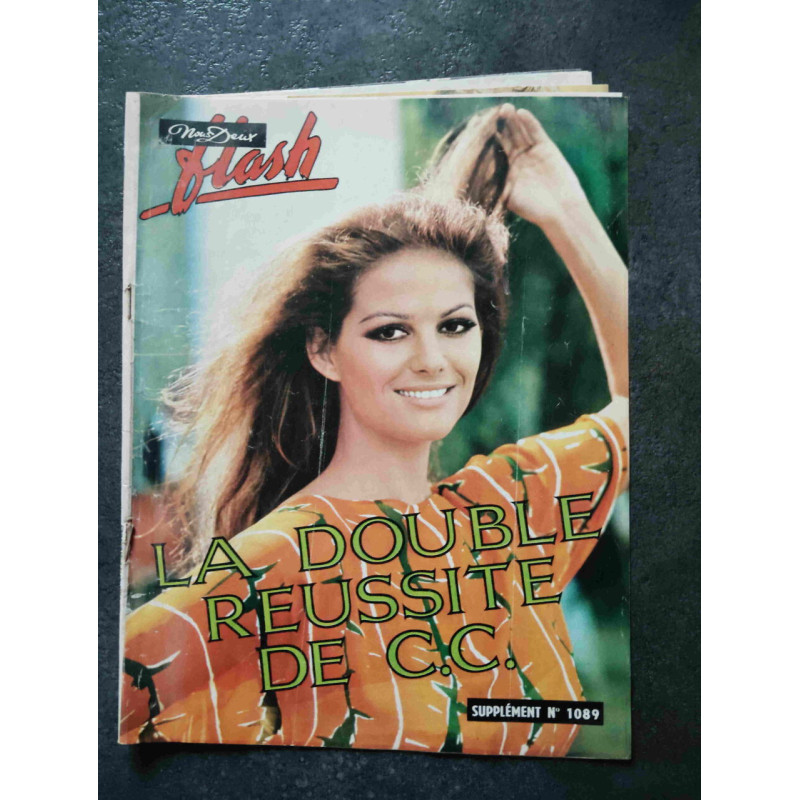 Nous Deux
flash
LA DOUBLE
REUSSITE
DE C.C.
SUPPLÉMENT N° 1089